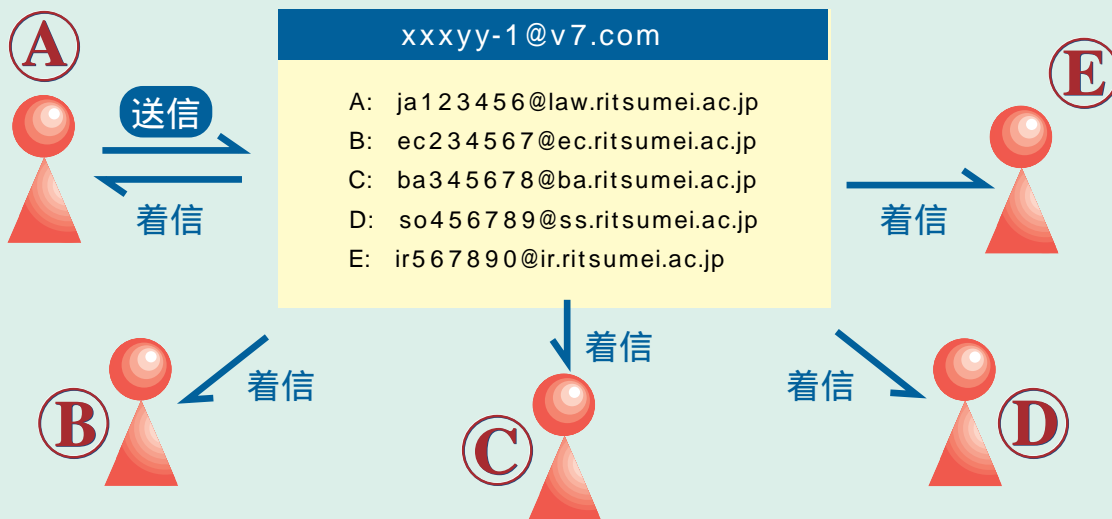 A
xxxyy-1@v7.com
E
送信
A: ja123456@law.ritsumei.ac.jp
B: ec234567@ec.ritsumei.ac.jp
C: ba345678@ba.ritsumei.ac.jp
D: so456789@ss.ritsumei.ac.jp
E: ir567890@ir.ritsumei.ac.jp
着信
着信
着信
着信
着信
B
C
D